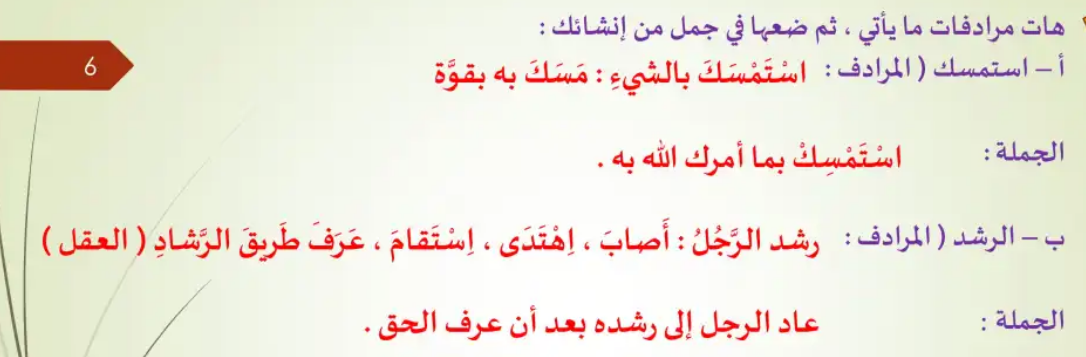 هات مرادفات ما يأتي ، ثم ضعها في جمل من إنشائك :
6
أ – استمسك ( المرادف : اسْتَمْسَكَ بالشيءِ : مَسَكَ به بقوَّة
الجملة : اسْتَمْسِكْ بما أمرك الله به .
ب – الرشد ( المرادف : رشد الرَّجُلُ : أَصابَ ، اِهْتَدَى ، اِسْتَقامَ ، عَرَفَ طَرِيقَ الرَّشادِ ( العقل )
الجملة : عاد الرجل إلى رشده بعد أن عرف الحق .